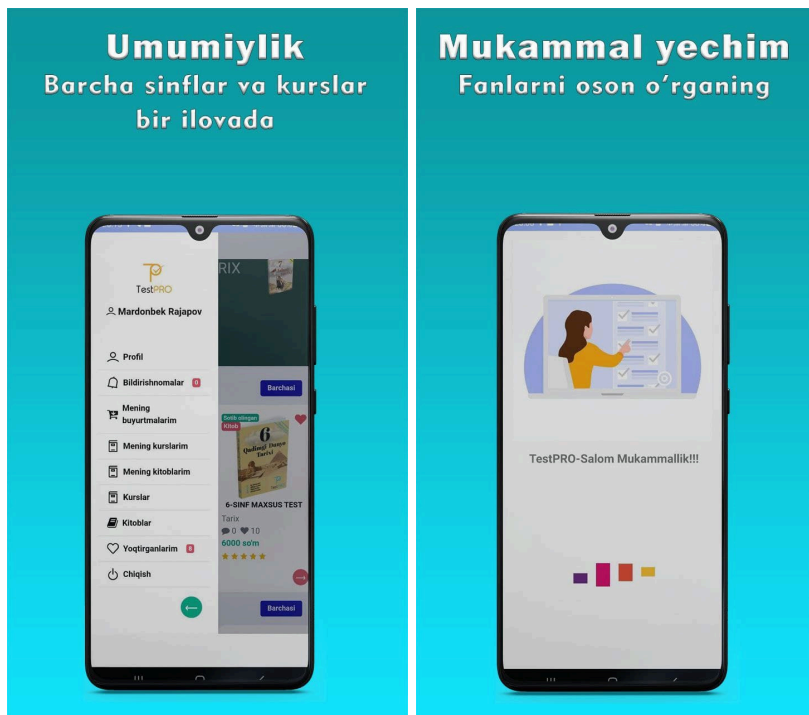 Umumiylik
Barcha sinflar va kurslar
bir ilovada
TestPRO
Mardonbek Rajapov
Profil
Bildirishnomalar 0
Mening
buyurtmalarim
Mening kurslarim
Mening kitoblarim
Kurslar
Kitoblar
Yoqtirganlarim 8
Chiqish
RIX
Barchasi
Sotib olingan
Kitob
6
Qadimgi Dunyo
Tarixi
6-SINF MAXSUS TEST
Tarix
0 10
6000 so'm
Barchasi
Mukammal yechim
Fanlarni oson o‘rganing
TestPRO-Salom Mukammallik!!!